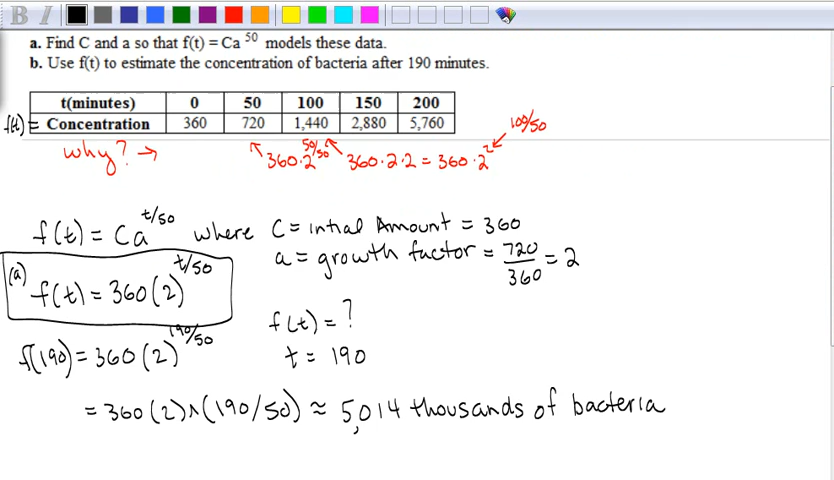 B I
a. Find C and a so that f(t) = Ca 50 models these data.
b. Use f(t) to estimate the concentration of bacteria after 190 minutes.
t(minutes) 0 50 100 150 200
f(t) = Concentration 360 720 1,440 2,880 5,760
100/50
why? → 360·2^50/50 360·2·2 = 360·2^2
f(t) = Ca^t/50 where C = intial Amount = 360
a = growth factor = 720/360 = 2
(a) f(t) = 360(2)^t/50
f(t) = ?
f(190) = 360(2)^190/50 t = 190
= 360(2)^(190/50) ≈ 5,014 thousands of bacteria